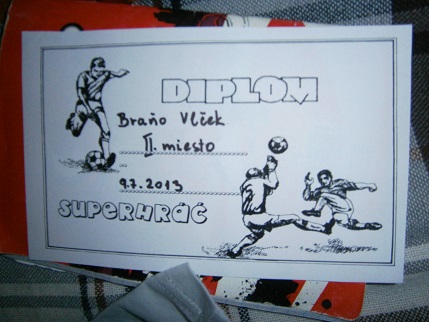 DIPLOM
Braňo Vlček
II. miesto
9.7.2013
SUPERHRÁČ